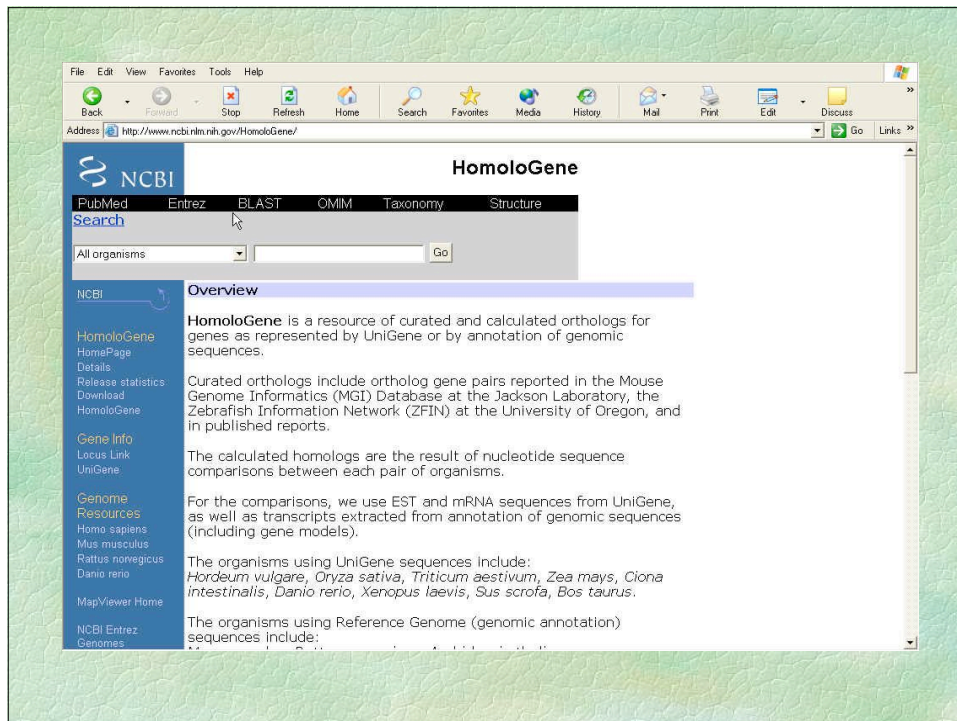 File Edit View Favorites Tools Help
Back Forward Stop Refresh Home Search Favorites Media History Mail Print Edit Discuss »
Address http://www.ncbi.nlm.nih.gov/HomoloGene/ Go Links »
NCBI
HomoloGene
PubMed Entrez BLAST OMIM Taxonomy Structure
Search
All organisms Go
NCBI
HomoloGene
HomePage
Details
Release statistics
Download
HomoloGene
Gene Info
Locus Link
UniGene
Genome
Resources
Homo sapiens
Mus musculus
Rattus norvegicus
Danio rerio
MapViewer Home
NCBI Entrez
Genomes
Overview
HomoloGene is a resource of curated and calculated orthologs for
genes as represented by UniGene or by annotation of genomic
sequences.
Curated orthologs include ortholog gene pairs reported in the Mouse
Genome Informatics (MGI) Database at the Jackson Laboratory, the
Zebrafish Information Network (ZFIN) at the University of Oregon, and
in published reports.
The calculated homologs are the result of nucleotide sequence
comparisons between each pair of organisms.
For the comparisons, we use EST and mRNA sequences from UniGene,
as well as transcripts extracted from annotation of genomic sequences
(including gene models).
The organisms using UniGene sequences include:
Hordeum vulgare, Oryza sativa, Triticum aestivum, Zea mays, Ciona
intestinalis, Danio rerio, Xenopus laevis, Sus scrofa, Bos taurus.
The organisms using Reference Genome (genomic annotation)
sequences include: